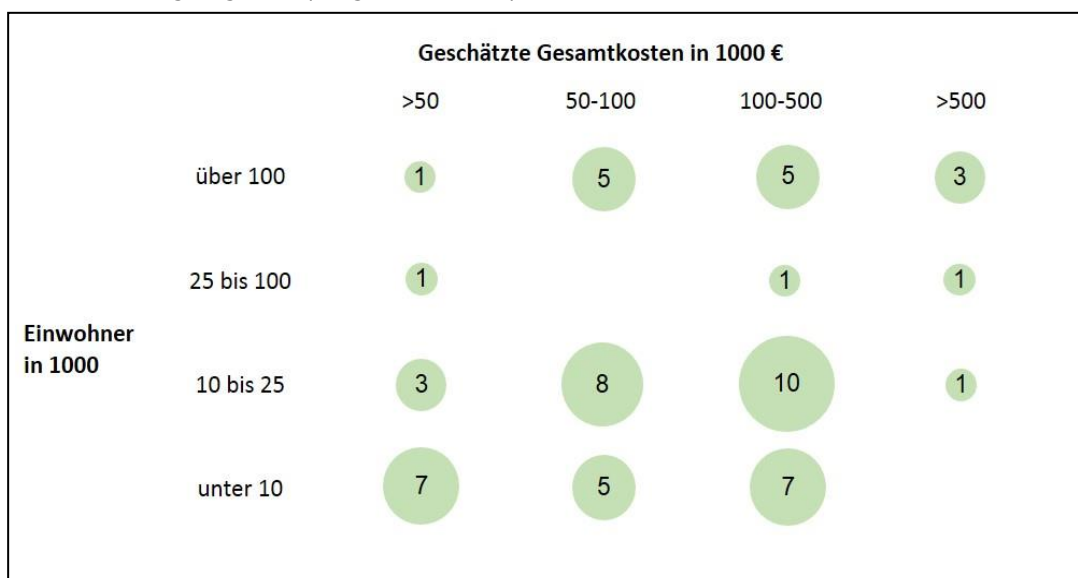 Geschätzte Gesamtkosten in 1000 €
>50 50-100 100-500 >500
über 100 1 5 5 3
25 bis 100 1 1 1
Einwohner
in 1000
10 bis 25 3 8 10 1
unter 10 7 5 7